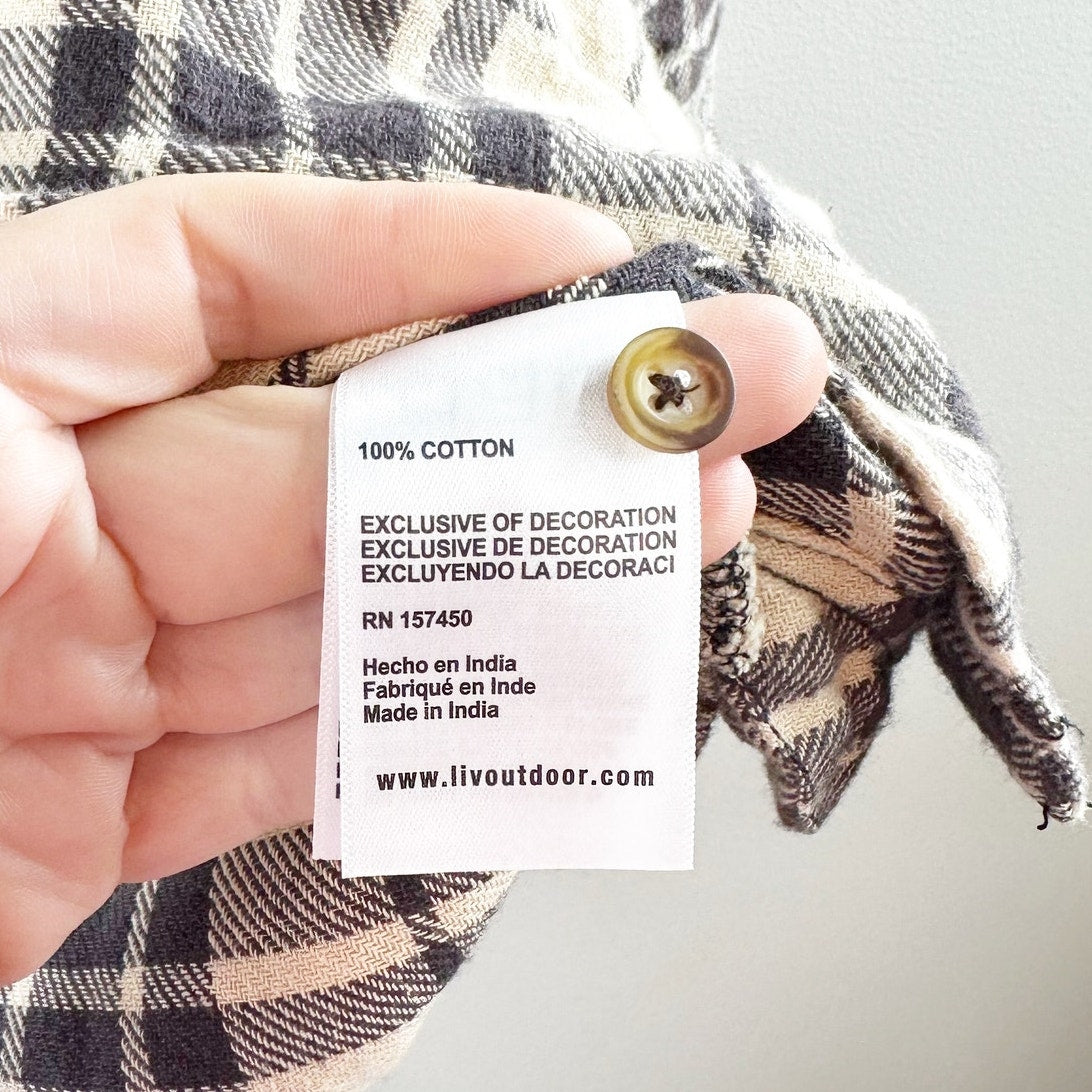 100% COTTON
EXCLUSIVE OF DECORATION
EXCLUSIVE DE DECORATION
EXCLUYENDO LA DECORACI
RN 157450
Hecho en India
Fabriqué en Inde
Made in India
www.livoutdoor.com